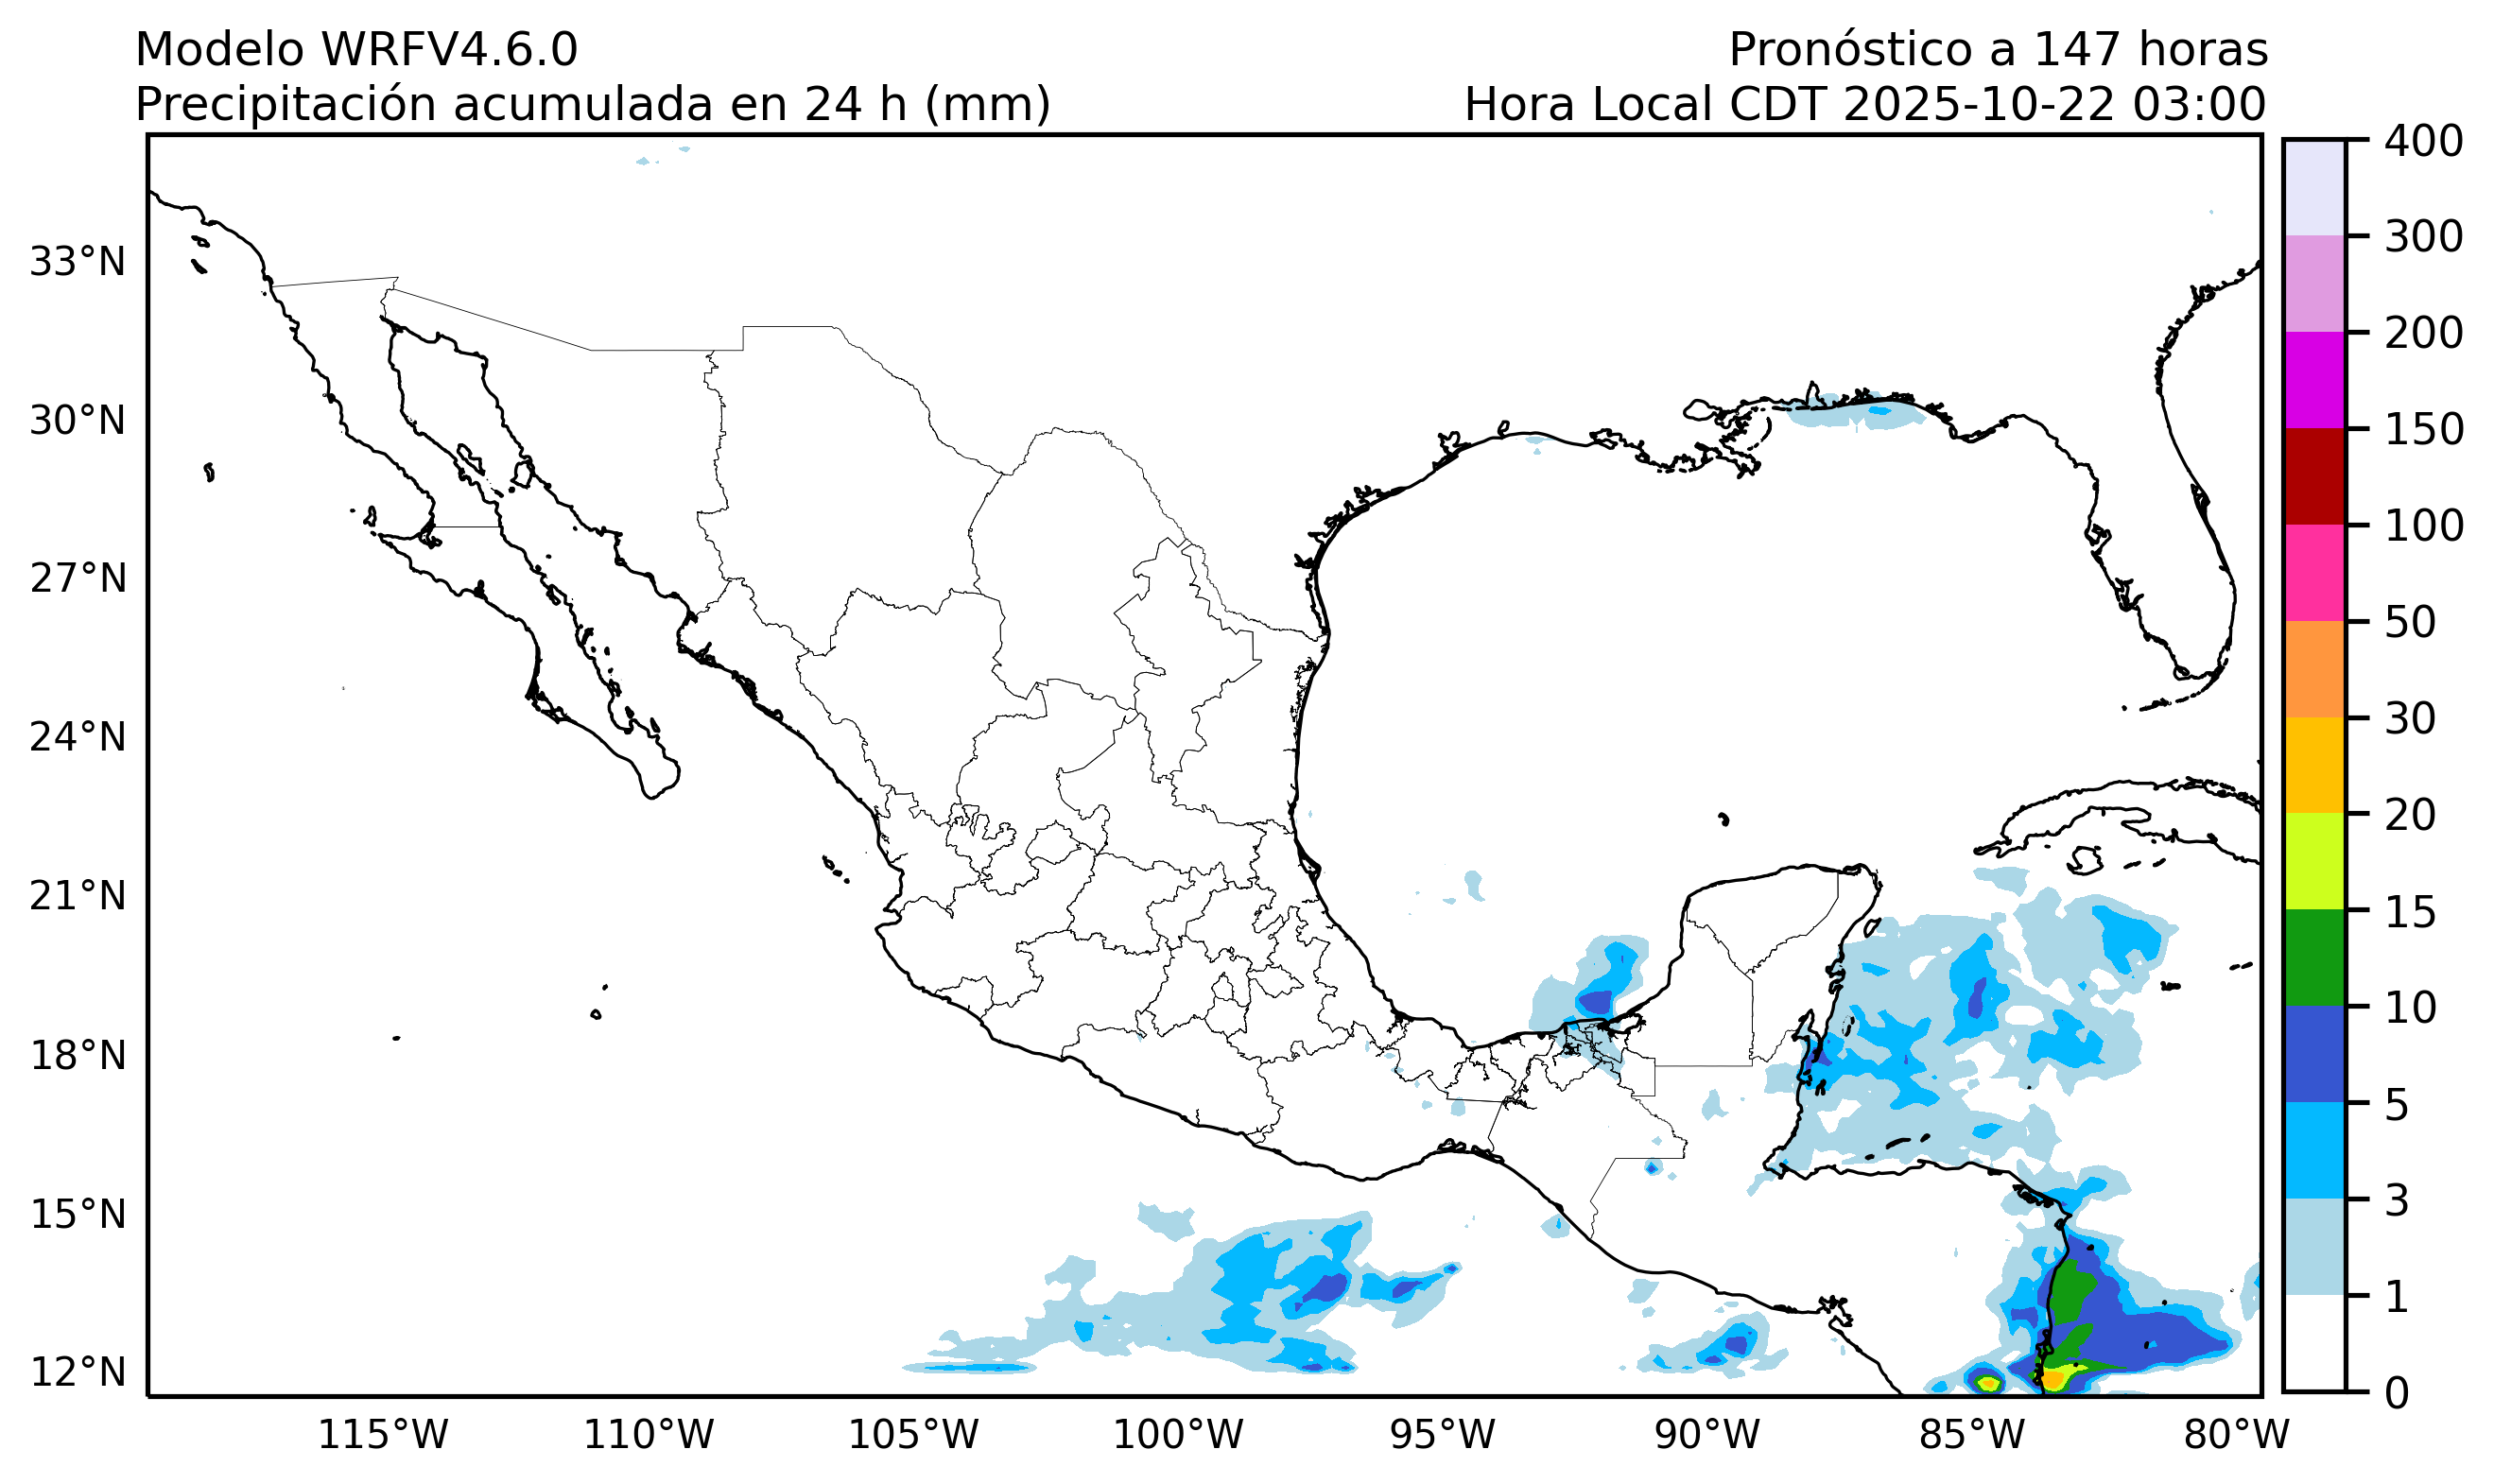 Modelo WRFV4.6.0
Pronóstico a 147 horas
Precipitación acumulada en 24 h (mm)
Hora Local CDT 2025-10-22 03:00
400
300
200
150
100
50
30
20
15
10
5
3
1
0
33°N
30°N
27°N
24°N
21°N
18°N
15°N
12°N
115°W
110°W
105°W
100°W
95°W
90°W
85°W
80°W